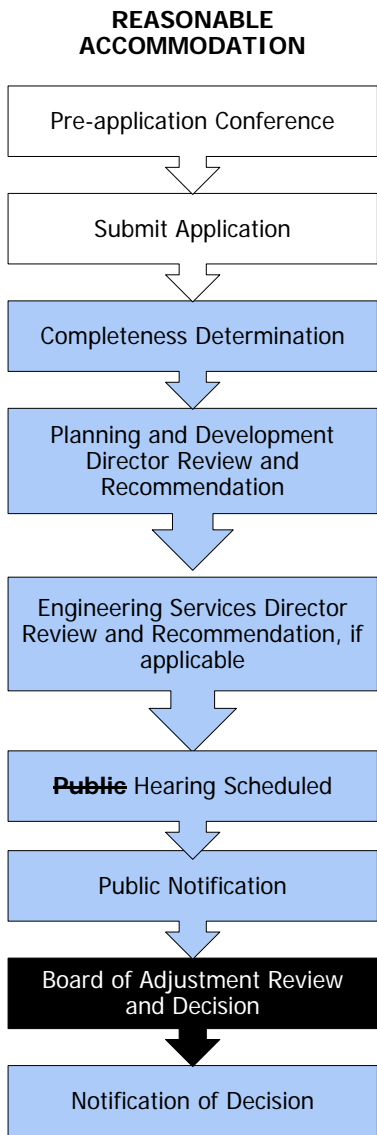 REASONABLE
ACCOMMODATION
Pre-application Conference
Submit Application
Completeness Determination
Planning and Development
Director Review and
Recommendation
Engineering Services Director
Review and Recommendation, if
applicable
Public Hearing Scheduled
Public Notification
Board of Adjustment Review
and Decision
Notification of Decision